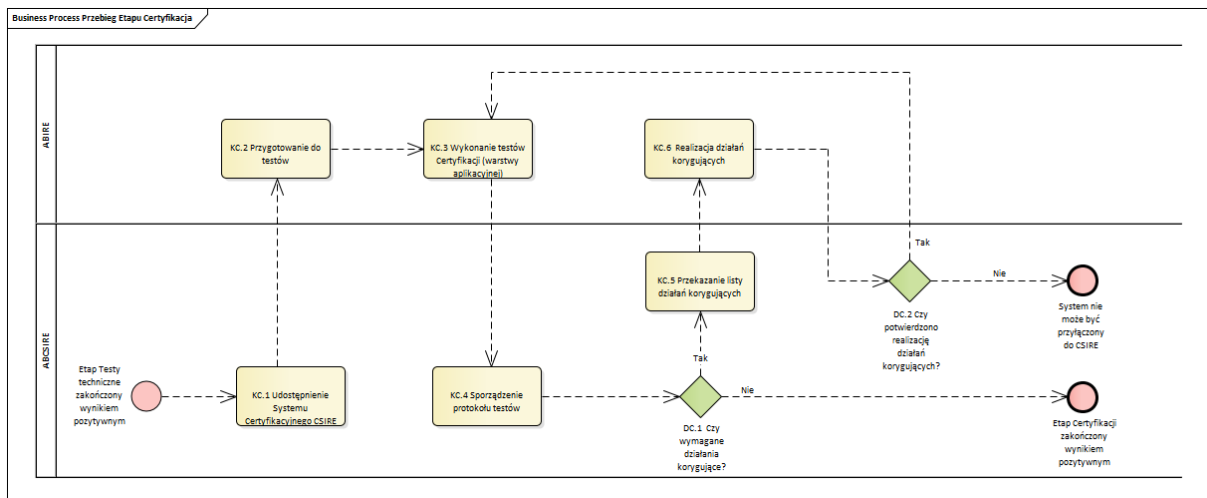 Business Process Przebieg Etapu Certyfikacja
ABIRE
KC.2 Przygotowanie do
testów
KC.3 Wykonanie testów
Certyfikacji (warstwy
aplikacyjnej)
KC.6 Realizacja działań
korygujących
ABCSIRE
Tak
KC.5 Przekazanie listy
działań korygujących
Nie
DC.2 Czy
potwierdzono
realizację
działań
korygujących?
System nie
może być
przyłączony
do CSIRE
Etap Testy
techniczne
zakończony
wynikiem
pozytywnym
KC.1 Udostępnienie
Systemu
Certyfikacyjnego CSIRE
KC.4 Sporządzenie
protokołu testów
Tak
Nie
DC.1 Czy
wymagane
działania
korygujące?
Etap Certyfikacji
zakończony
wynikiem
pozytywnym